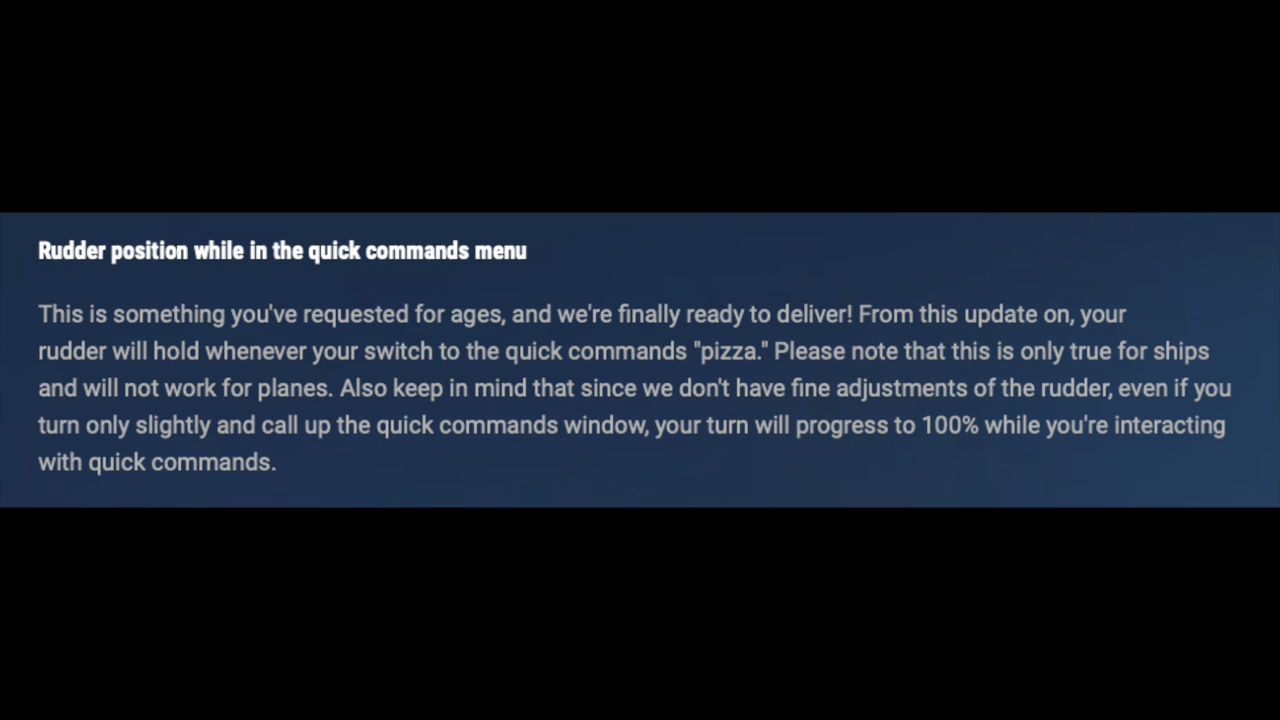 Rudder position while in the quick commands menu
This is something you've requested for ages, and we're finally ready to deliver! From this update on, your
rudder will hold whenever your switch to the quick commands "pizza." Please note that this is only true for ships
and will not work for planes. Also keep in mind that since we don't have fine adjustments of the rudder, even if you
turn only slightly and call up the quick commands window, your turn will progress to 100% while you're interacting
with quick commands.